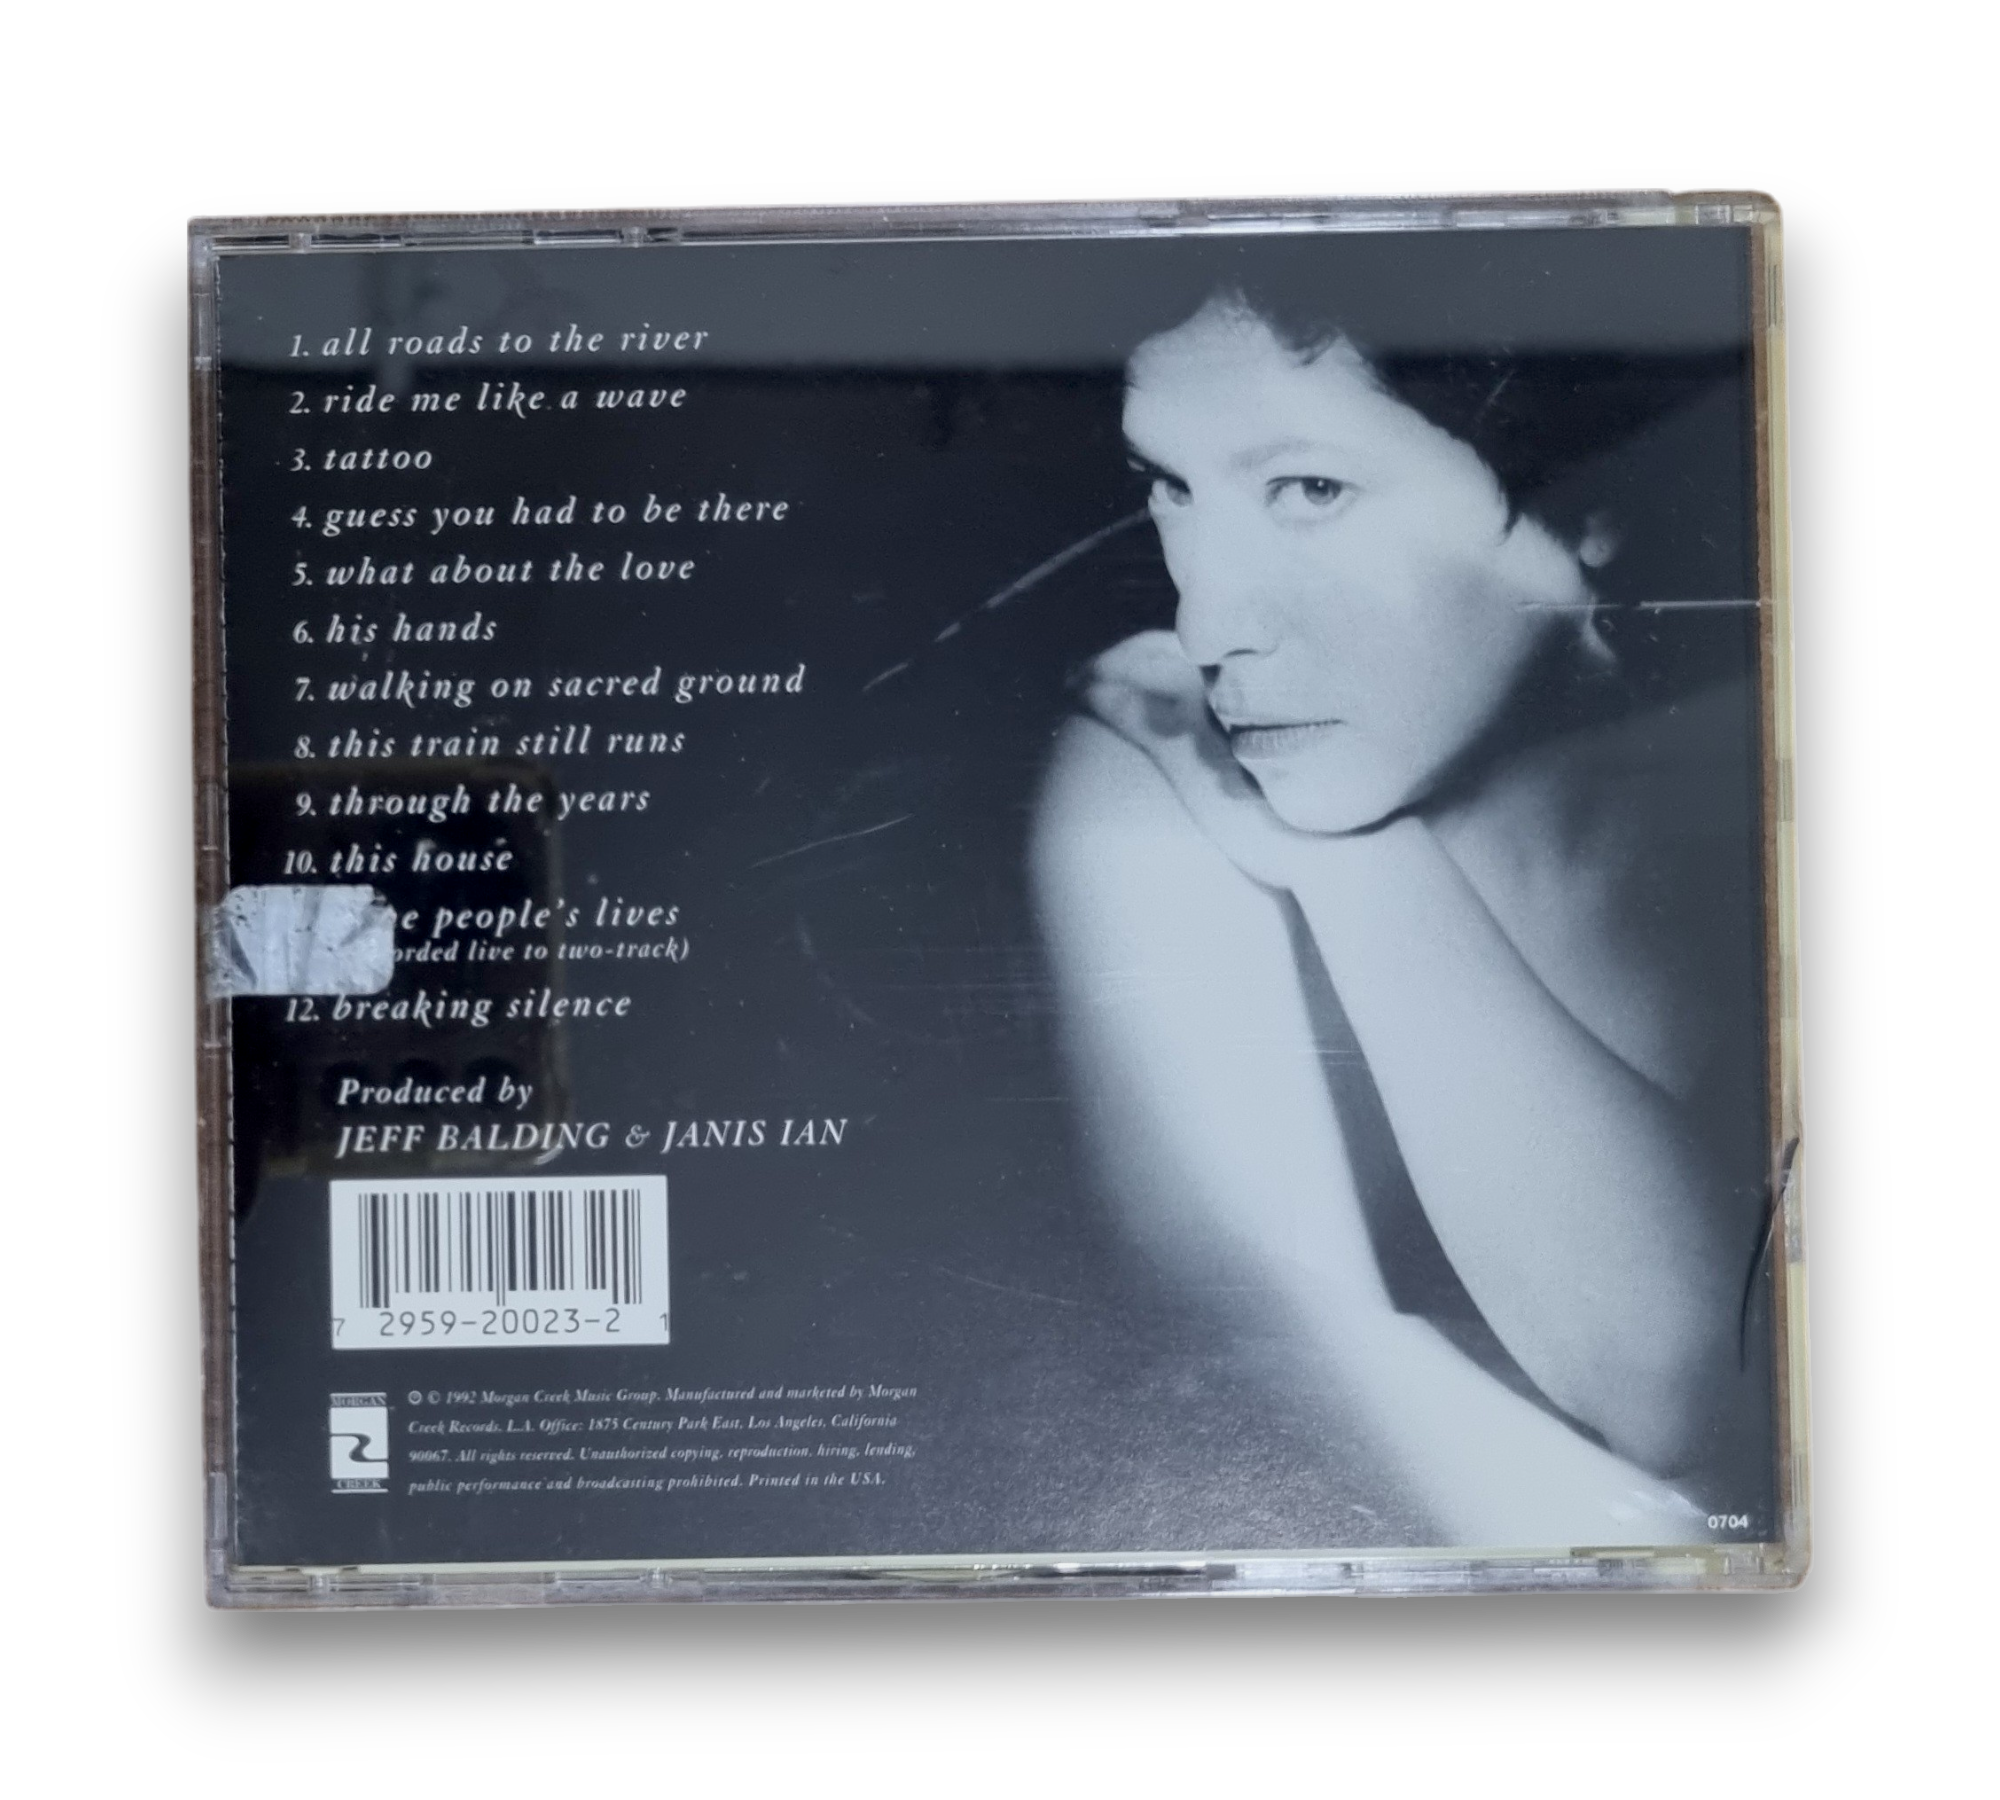 1. all roads to the river
2. ride me like a wave
3. tattoo
4. guess you had to be there
5. what about the love
6. his hands
7. walking on sacred ground
8. this train still runs
9. through the years
10. this house
people's lives
live to two-track)
12. breaking silence
Produced by
JEFF BALDING & JANIS IAN
7 2959-20023-2 1
MORGAN
CREEK
℗ © 1992 Morgan Creek Music Group. Manufactured and marketed by Morgan
Creek Records. L.A. Office: 1875 Century Park East, Los Angeles, California
90067. All rights reserved. Unauthorized copying, reproduction, hiring, lending,
public performance and broadcasting prohibited. Printed in the USA.
0704